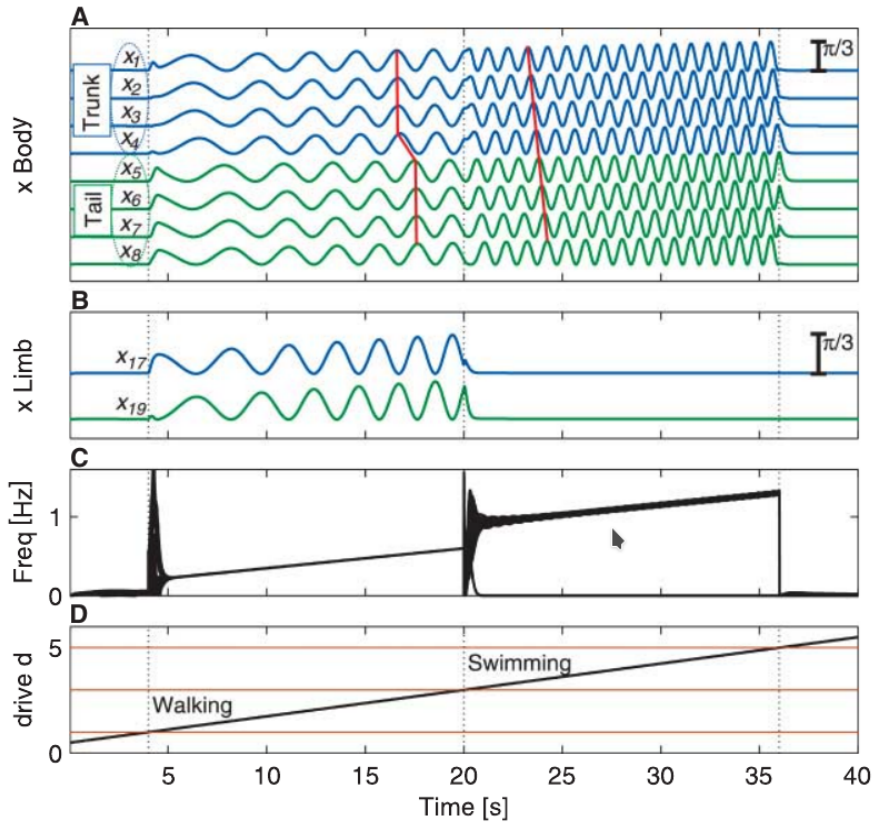 A
x Body
Trunk
Tail
x1
x2
x3
x4
x5
x6
x7
x8
π/3
B
x Limb
x17
x19
π/3
C
Freq [Hz]
1
0
D
drive d
5
0
Walking
Swimming
5 10 15 20 25 30 35 40
Time [s]